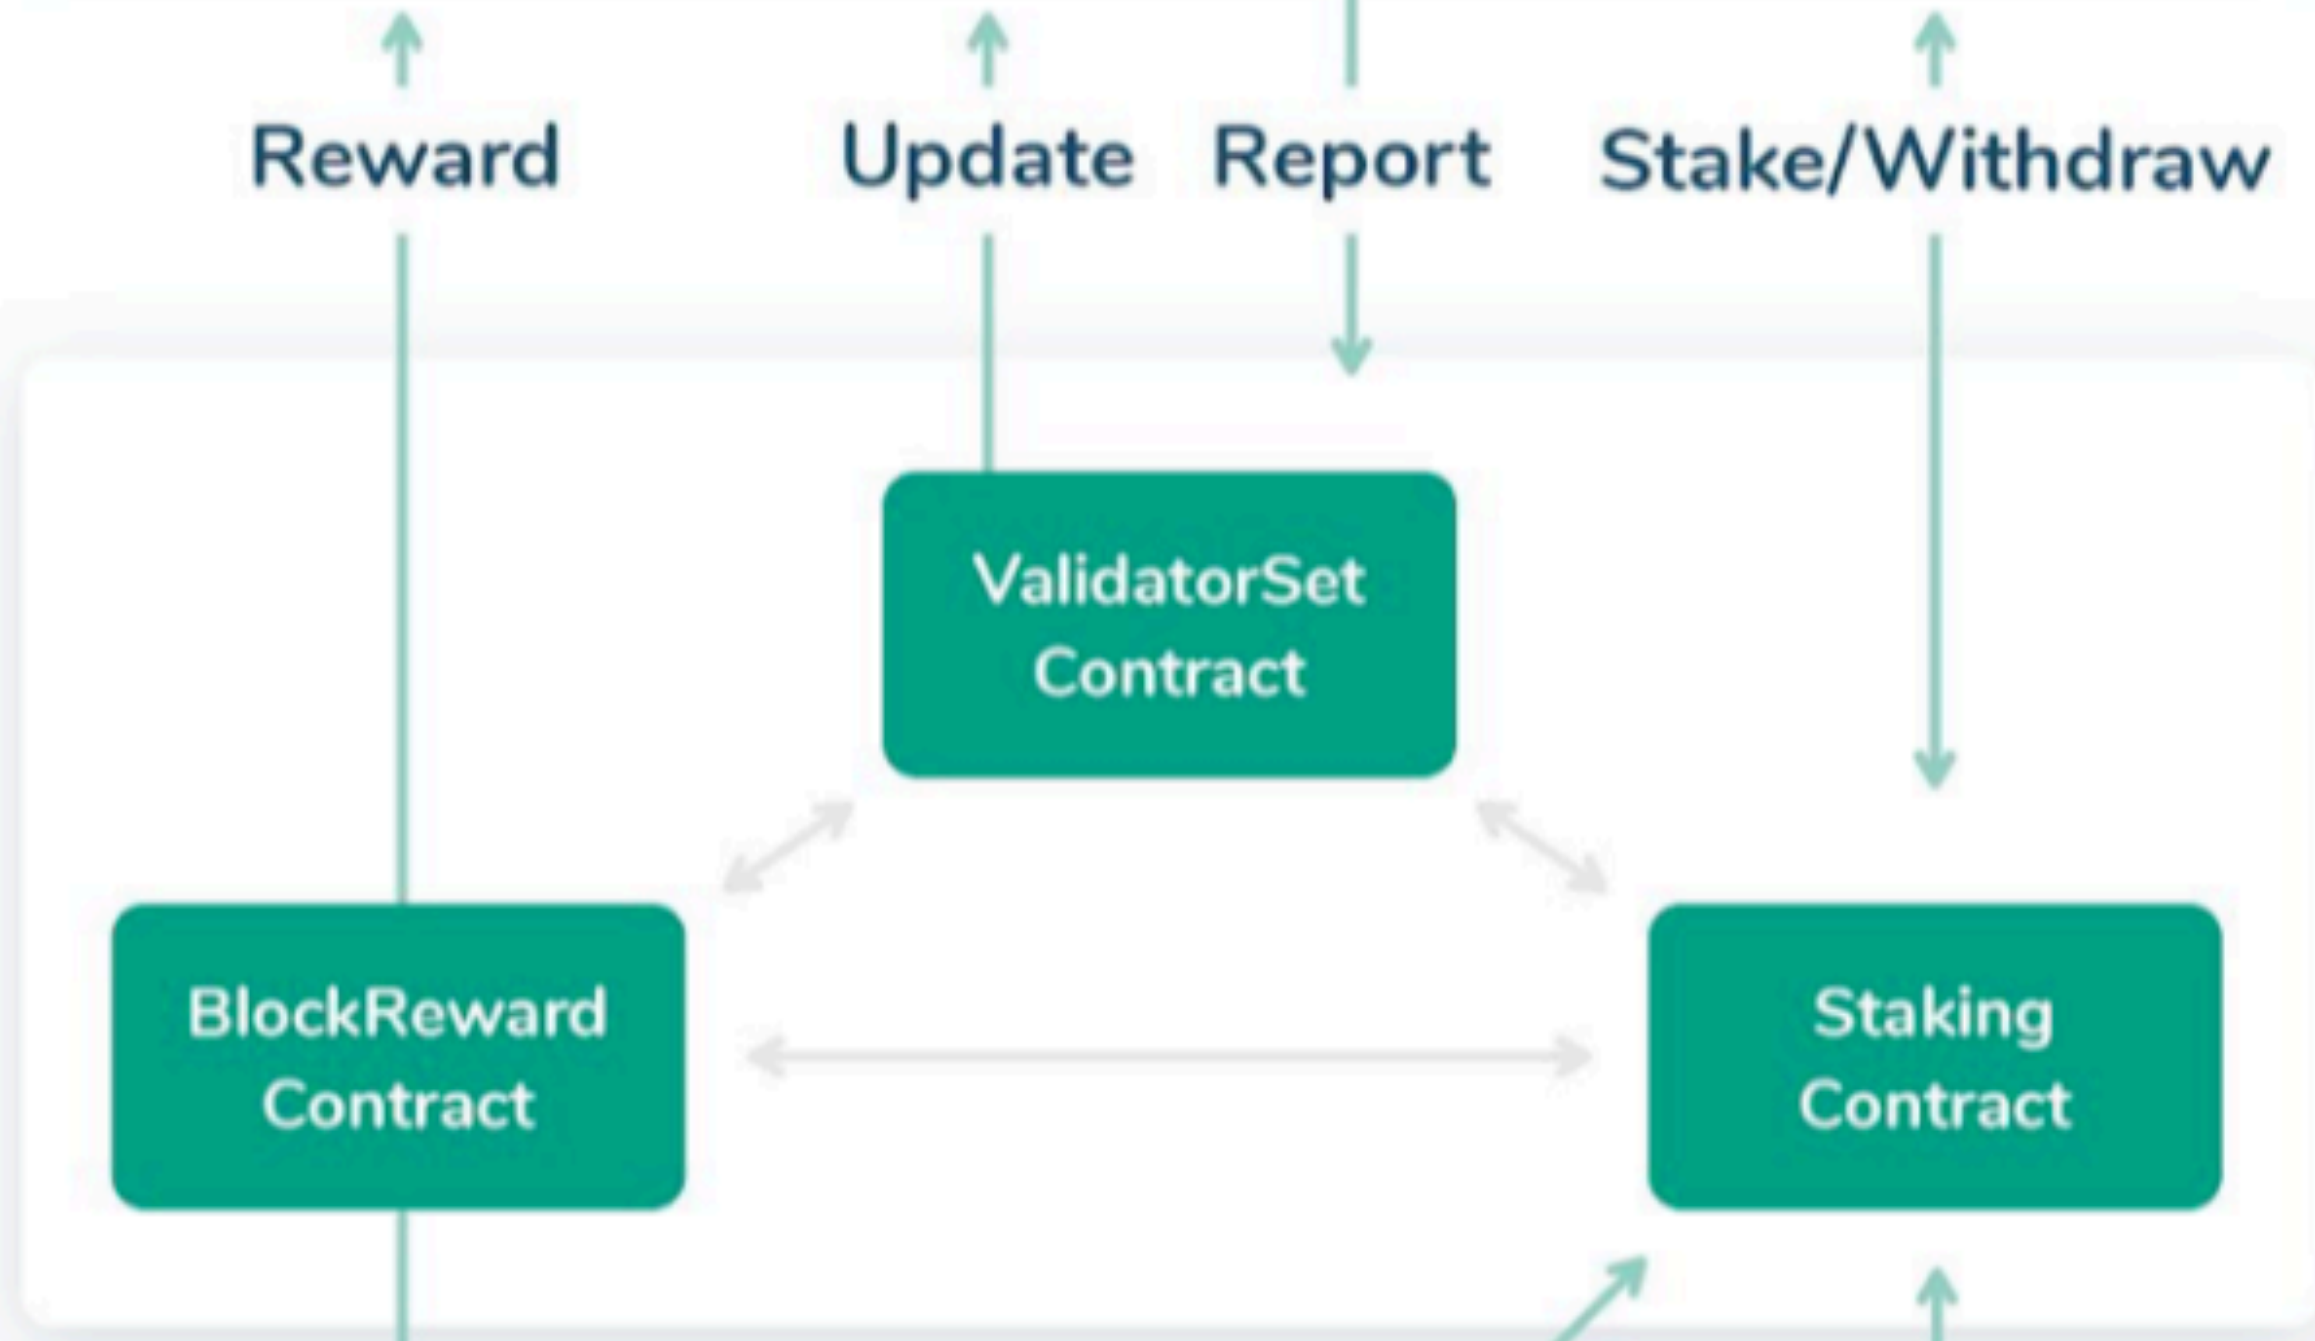 Reward
Update
Report
Stake/Withdraw
ValidatorSet
Contract
BlockReward
Contract
Staking
Contract